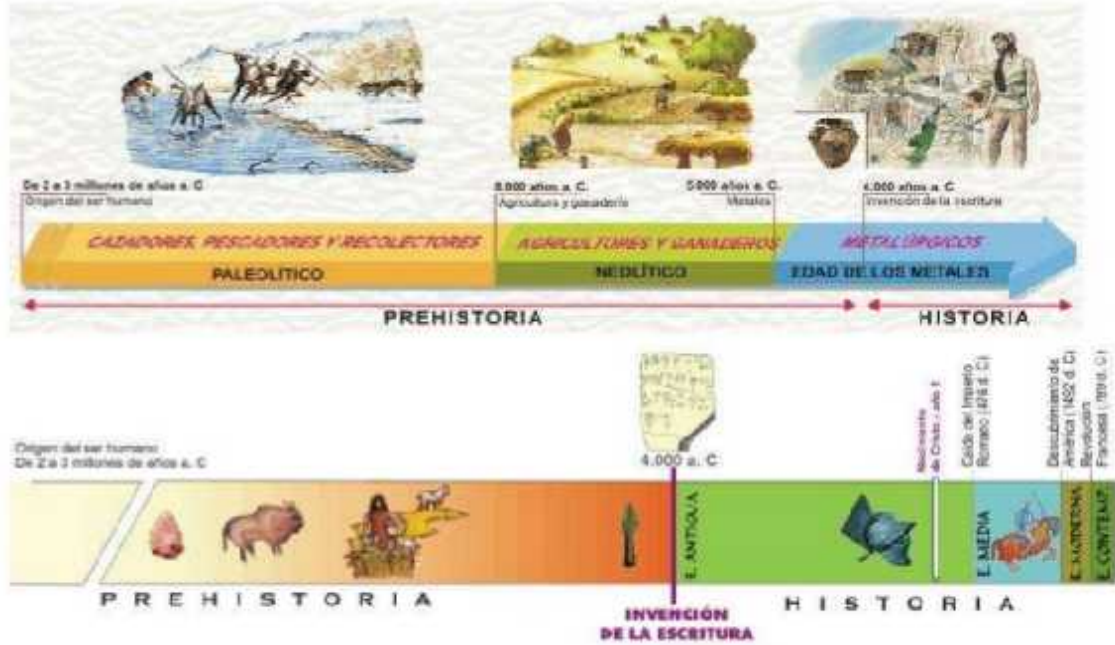 De 2 a 3 millones de años a. C
Origen del ser humano
8.000 años a. C.
Agricultura y ganadería
5.000 años a. C.
Metales
4.000 años a. C
Invención de la escritura
CAZADORES, PESCADORES Y RECOLECTORES
AGRICULTORES Y GANADEROS
METALÚRGICOS
PALEOLITICO
NEOLÍTICO
EDAD DE LOS METALES
PREHISTORIA
HISTORIA
Origen del ser humano
De 2 a 3 millones de años a. C
4.000 a. C
Nacimiento
de Cristo - año 1
Caída del Imperio
Romano (476 d. C)
Descubrimiento de
América (1492 d. C)
Revolución
Francesa (1789 d. C)
E. ANTIGUA
E. MEDIA
E. MODERNA
E. CONTEMP.
PREHISTORIA
HISTORIA
INVENCIÓN
DE LA ESCRITURA